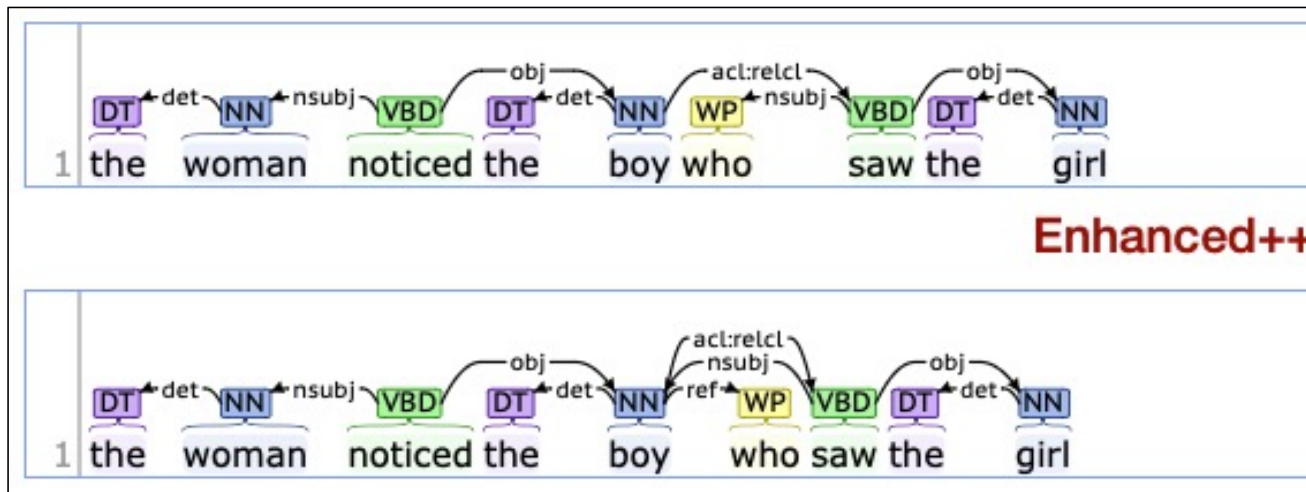 obj acl:relcl obj
det nsubj det nsubj det
DT NN VBD DT NN WP VBD DT NN
1 the woman noticed the boy who saw the girl
Enhanced++
acl:relcl
obj nsubj obj
det nsubj det ref det
DT NN VBD DT NN WP VBD DT NN
1 the woman noticed the boy who saw the girl